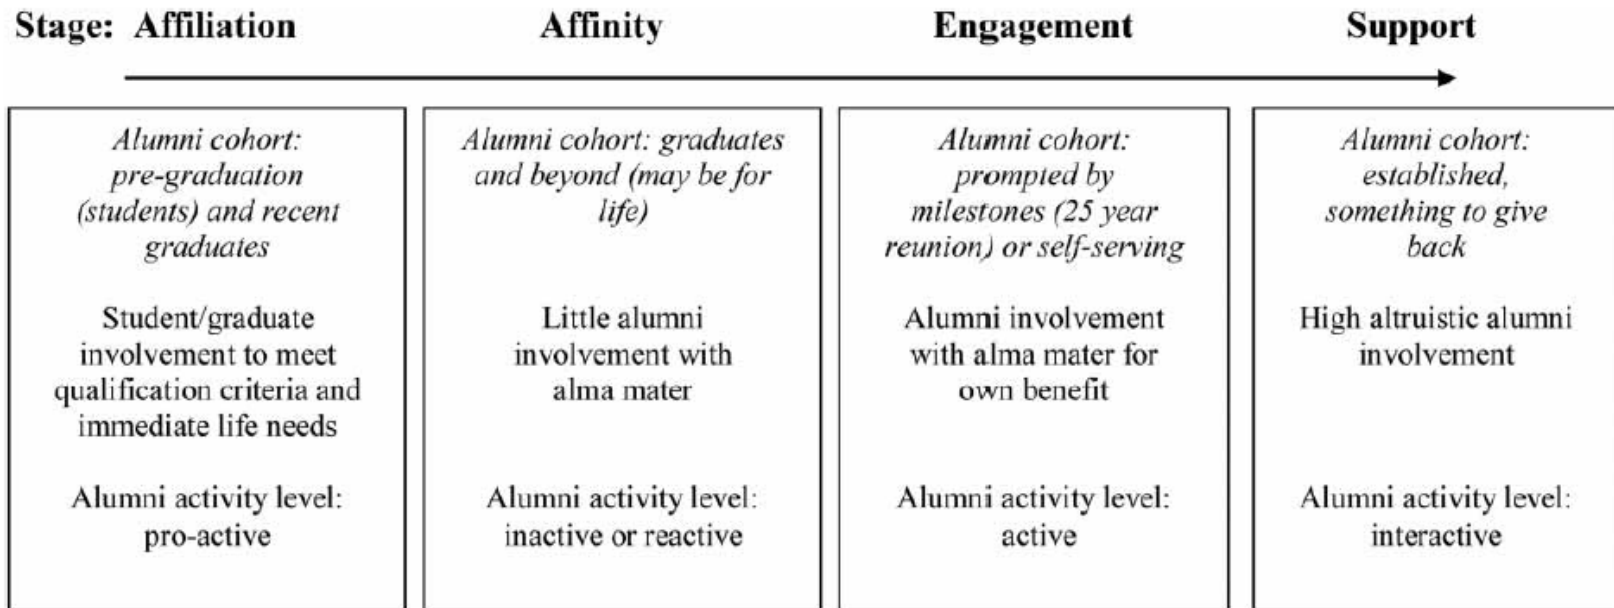 Stage: Affiliation Affinity Engagement Support
Alumni cohort:
pre-graduation
(students) and recent
graduates
Student/graduate
involvement to meet
qualification criteria and
immediate life needs
Alumni activity level:
pro-active
Alumni cohort: graduates
and beyond (may be for
life)
Little alumni
involvement with
alma mater
Alumni activity level:
inactive or reactive
Alumni cohort:
prompted by
milestones (25 year
reunion) or self-serving
Alumni involvement
with alma mater for
own benefit
Alumni activity level:
active
Alumni cohort:
established,
something to give
back
High altruistic alumni
involvement
Alumni activity level:
interactive